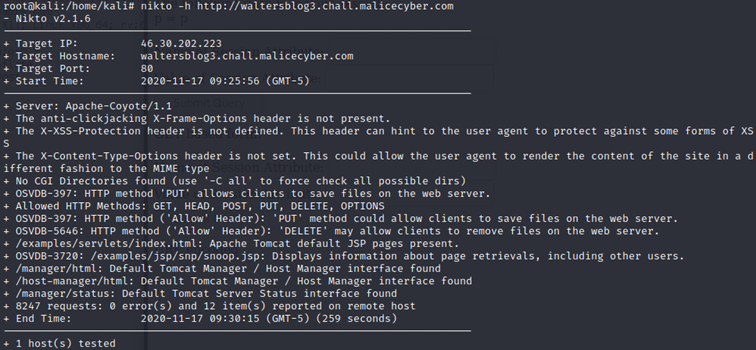 root@kali:/home/kali# nikto -h http://waltersblog3.chall.malicecyber.com
- Nikto v2.1.6
+ Target IP: 46.30.202.223
+ Target Hostname: waltersblog3.chall.malicecyber.com
+ Target Port: 80
+ Start Time: 2020-11-17 09:25:56 (GMT-5)
+ Server: Apache-Coyote/1.1
+ The anti-clickjacking X-Frame-Options header is not present.
+ The X-XSS-Protection header is not defined. This header can hint to the user agent to protect against some forms of XS
S
+ The X-Content-Type-Options header is not set. This could allow the user agent to render the content of the site in a d
ifferent fashion to the MIME type
+ No CGI Directories found (use '-C all' to force check all possible dirs)
+ OSVDB-397: HTTP method 'PUT' allows clients to save files on the web server.
+ Allowed HTTP Methods: GET, HEAD, POST, PUT, DELETE, OPTIONS
+ OSVDB-397: HTTP method ('Allow' Header): 'PUT' method could allow clients to save files on the web server.
+ OSVDB-5646: HTTP method ('Allow' Header): 'DELETE' may allow clients to remove files on the web server.
+ /examples/servlets/index.html: Apache Tomcat default JSP pages present.
+ OSVDB-3720: /examples/jsp/snp/snoop.jsp: Displays information about page retrievals, including other users.
+ /manager/html: Default Tomcat Manager / Host Manager interface found
+ /host-manager/html: Default Tomcat Manager / Host Manager interface found
+ /manager/status: Default Tomcat Server Status interface found
+ 8247 requests: 0 error(s) and 12 item(s) reported on remote host
+ End Time: 2020-11-17 09:30:15 (GMT-5) (259 seconds)
+ 1 host(s) tested